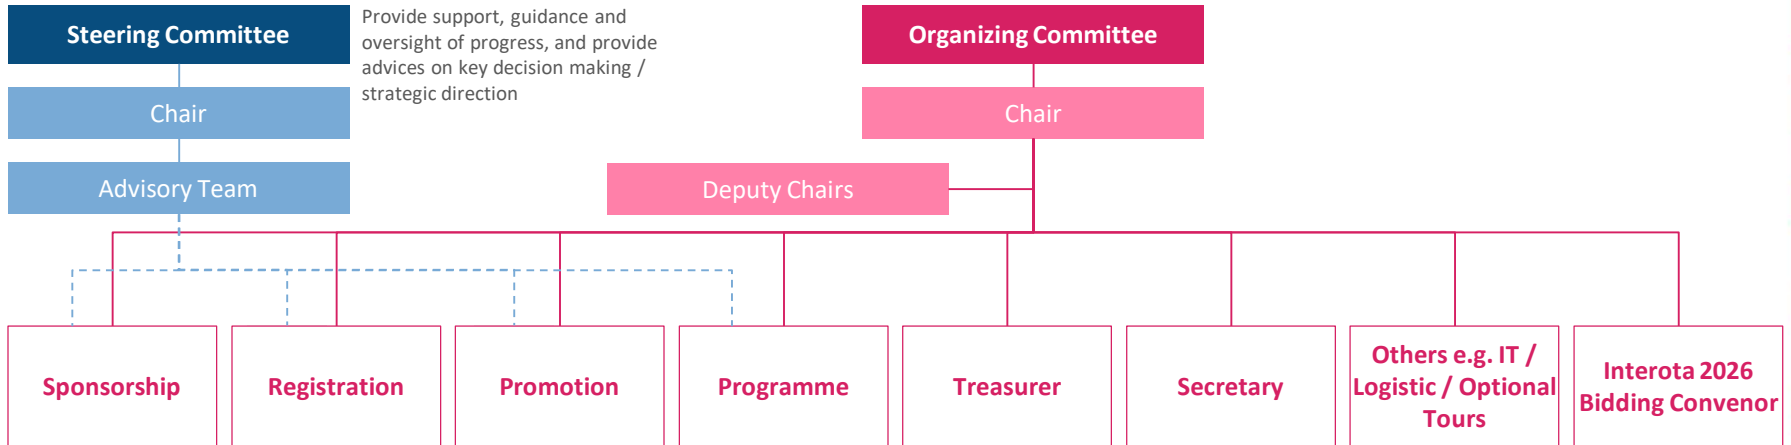 Steering Committee
Provide support, guidance and
oversight of progress, and provide
advices on key decision making /
strategic direction
Organizing Committee
Chair
Chair
Advisory Team
Deputy Chairs
Sponsorship
Registration
Promotion
Programme
Treasurer
Secretary
Others e.g. IT /
Logistic / Optional
Tours
Interota 2026
Bidding Convenor